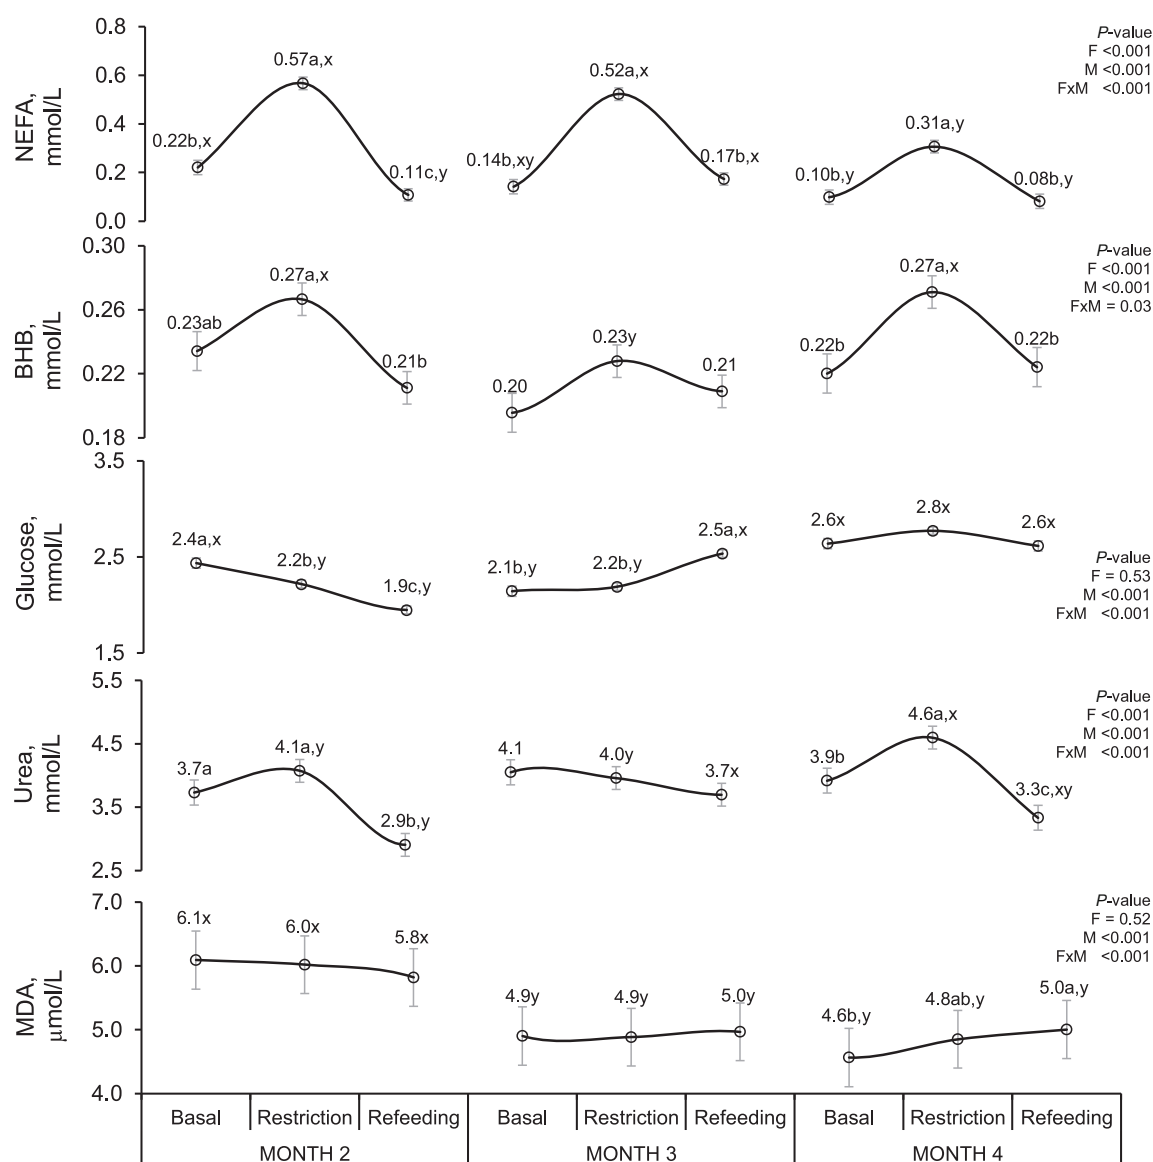 NEFA,
mmol/L
0.8
0.6
0.4
0.2
0.0
0.22b,x
0.57a,x
0.11c,y
0.14b,xy
0.52a,x
0.17b,x
0.10b,y
0.31a,y
0.08b,y
P-value
F <0.001
M <0.001
FxM <0.001
BHB,
mmol/L
0.30
0.26
0.22
0.18
0.23ab
0.27a,x
0.21b
0.20
0.23y
0.21
0.22b
0.27a,x
0.22b
P-value
F <0.001
M <0.001
FxM = 0.03
Glucose,
mmol/L
3.5
2.5
1.5
2.4a,x
2.2b,y
1.9c,y
2.1b,y
2.2b,y
2.5a,x
2.6x
2.8x
2.6x
P-value
F = 0.53
M <0.001
FxM <0.001
Urea,
mmol/L
5.5
4.5
3.5
2.5
3.7a
4.1a,y
2.9b,y
4.1
4.0y
3.7x
3.9b
4.6a,x
3.3c,xy
P-value
F <0.001
M <0.001
FxM <0.001
MDA,
μmol/L
7.0
6.0
5.0
4.0
6.1x
6.0x
5.8x
4.9y
4.9y
5.0y
4.6b,y
4.8ab,y
5.0a,y
P-value
F = 0.52
M <0.001
FxM <0.001
Basal Restriction Refeeding Basal Restriction Refeeding Basal Restriction Refeeding
MONTH 2 MONTH 3 MONTH 4